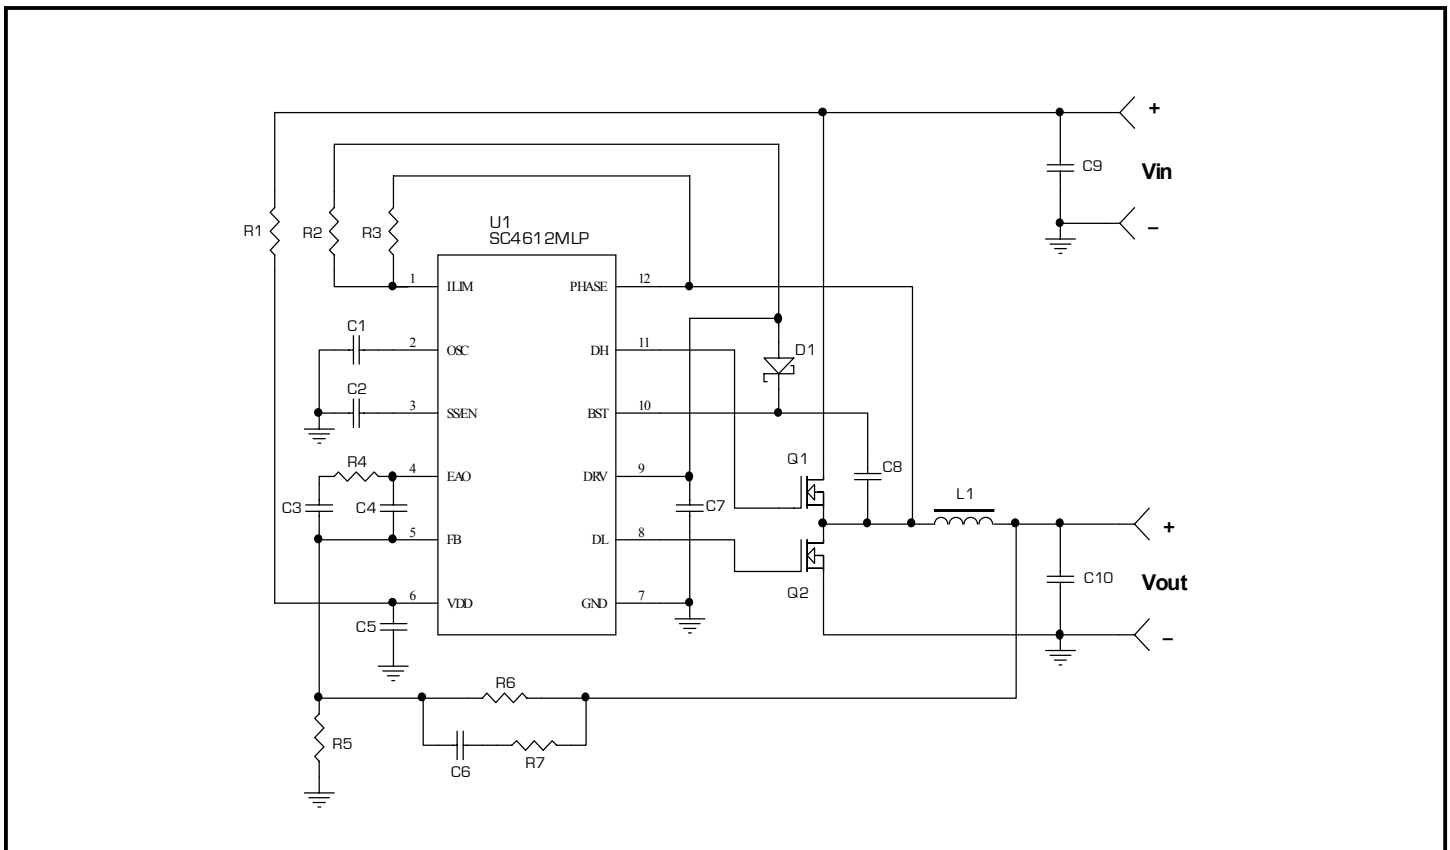 +
C9
Vin
–
R1
R2
R3
U1
SC4612MLP
1
ILIM
PHASE
12
C1
2
OSC
DH
11
D1
C2
3
SSEN
BST
10
R4
4
EAO
DRV
9
Q1
C8
L1
C3
C4
C7
5
FB
DL
8
+
Q2
C10
Vout
6
VDD
GND
7
C5
–
R6
R5
C6
R7